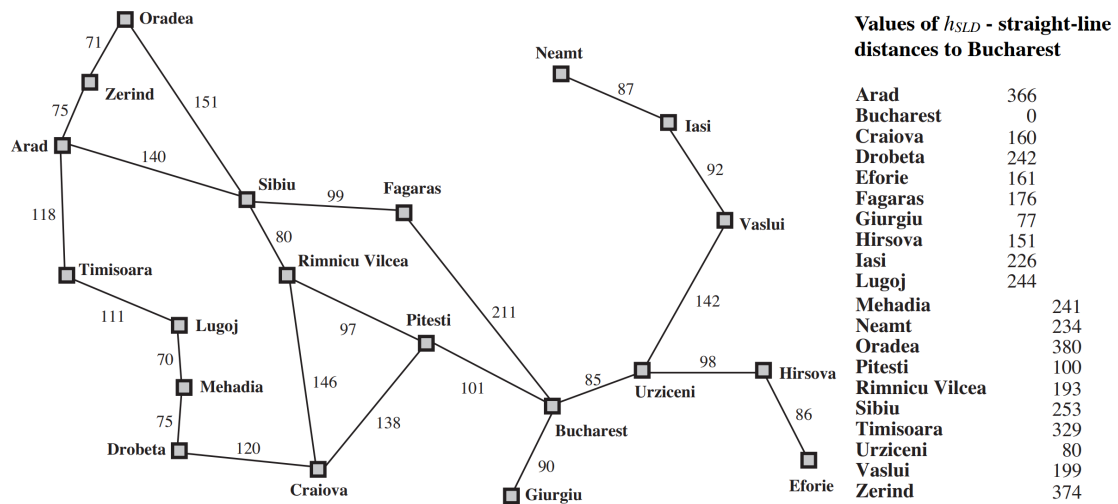 Oradea
71
Zerind
151
75
Arad
140
118
Sibiu
99
Fagaras
80
Timisoara
Rimnicu Vilcea
111
Lugoj
97
Pitesti
211
70
Mehadia
146
101
75
138
Drobeta
120
Craiova
Neamt
87
Iasi
92
Vaslui
142
85
98
Hirsova
Urziceni
86
Bucharest
90
Giurgiu
Eforie
Values of hSLD - straight-line
distances to Bucharest
Arad 366
Bucharest 0
Craiova 160
Drobeta 242
Eforie 161
Fagaras 176
Giurgiu 77
Hirsova 151
Iasi 226
Lugoj 244
Mehadia 241
Neamt 234
Oradea 380
Pitesti 100
Rimnicu Vilcea 193
Sibiu 253
Timisoara 329
Urziceni 80
Vaslui 199
Zerind 374